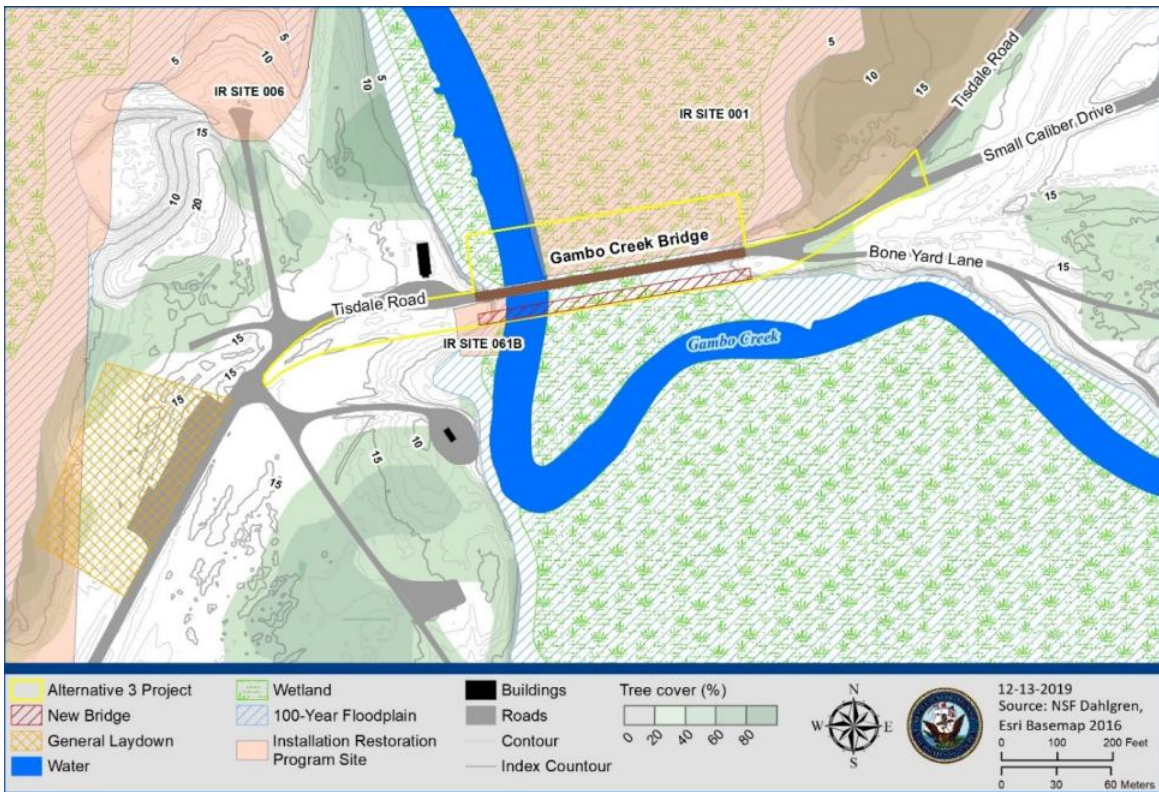 5
5
10
5
10
IR SITE 006
15
10
20
IR SITE 001
5
10
15
Tisdale Road
Small Caliber Drive
15
Gambo Creek Bridge
Bone Yard Lane
15
Tisdale Road
IR SITE 061B
Gambo Creek
15
15
15
15
10
15
Alternative 3 Project
New Bridge
General Laydown
Water
Wetland
100-Year Floodplain
Installation Restoration
Program Site
Buildings
Roads
Contour
Index Countour
Tree cover (%)
0 20 40 60 80
N
W E
S
12-13-2019
Source: NSF Dahlgren,
Esri Basemap 2016
0 100 200 Feet
0 30 60 Meters